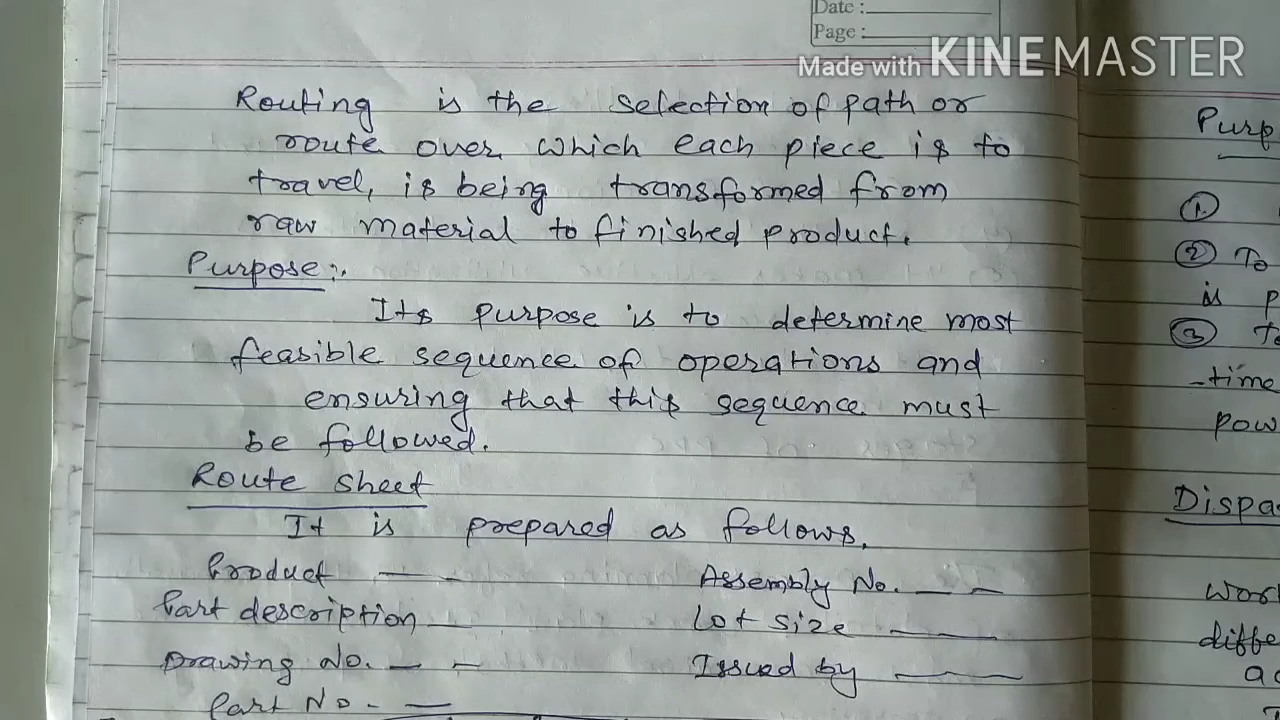 Date :
Page :
Made with KINEMASTER
Routing is the selection of path or
route over which each piece is to
travel, is being transformed from
raw material to finished product.
Purpose :.
Its purpose is to determine most
feasible sequence of operations and
ensuring that this sequence must
be followed.
Route sheet
It is prepared as follows.
Product — -
Assembly No. — —
Part description —
Lot size —
Drawing No. — -
Issued by —
Part No. —
Purp
①
② To
is p
③ To
-time
pow
Dispa
Wor
diffe